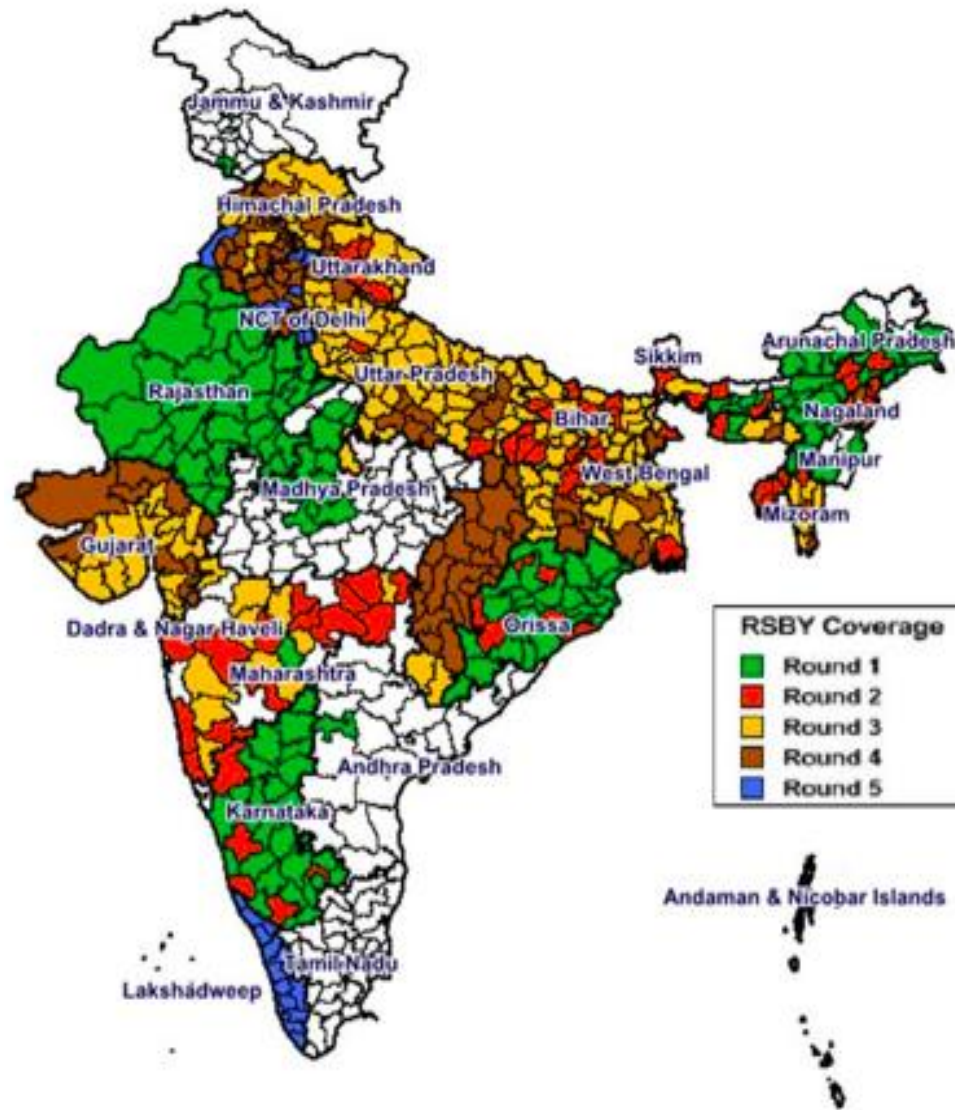 Jammu & Kashmir
Himachal Pradesh
Uttarakhand
NCT of Delhi
Arunachal Pradesh
Sikkim
Uttar Pradesh
Rajasthan
Nagaland
Bihar
Manipur
West Bengal
Madhya Pradesh
Mizoram
Gujarat
Dadra & Nagar Haveli
Orissa
Maharashtra
RSBY Coverage
Round 1
Round 2
Round 3
Round 4
Round 5
Andhra Pradesh
Karnataka
Andaman & Nicobar Islands
Tamil Nadu
Lakshadweep